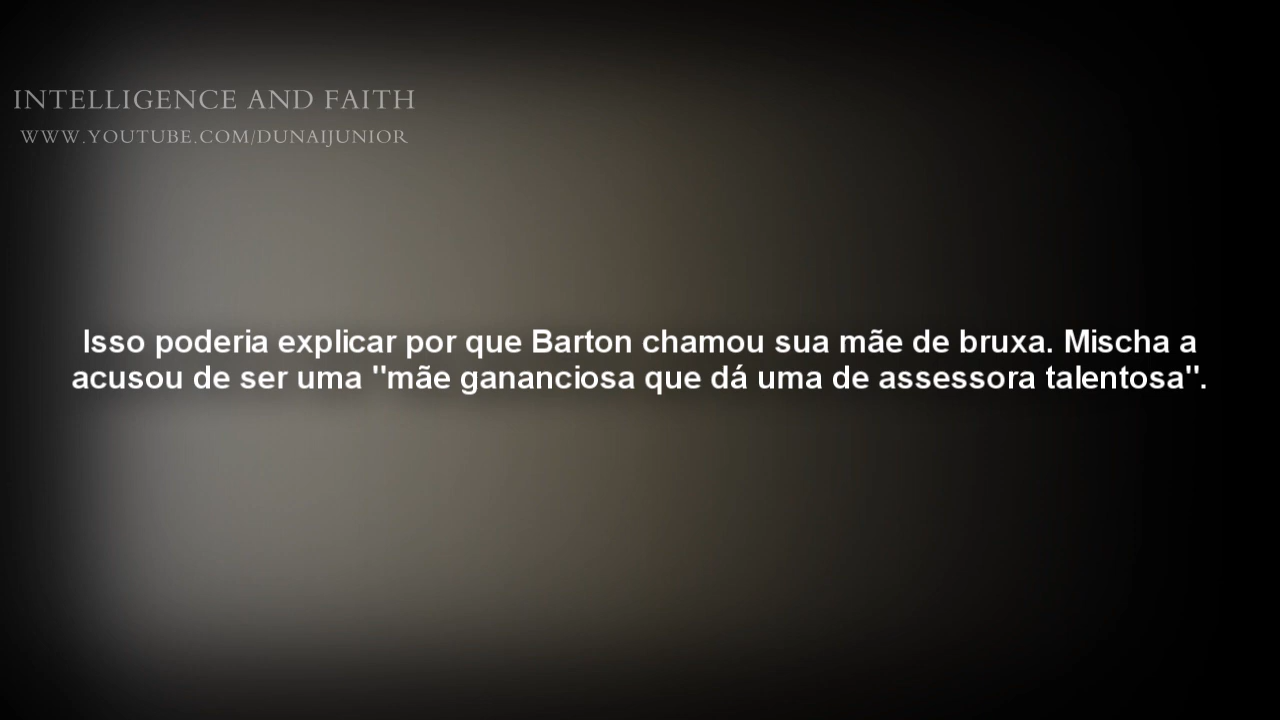 INTELLIGENCE AND FAITH
WWW.YOUTUBE.COM/DUNAIJUNIOR
Isso poderia explicar por que Barton chamou sua mãe de bruxa. Mischa a
acusou de ser uma "mãe gananciosa que dá uma de assessora talentosa".